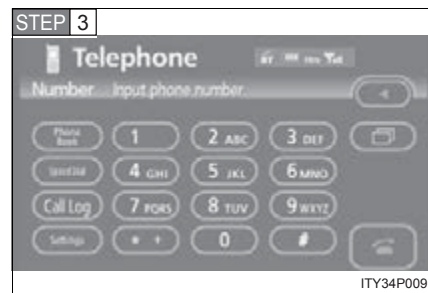 STEP 3
Telephone BT
Number Input phone number.
Phone Book 1 2 ABC 3 DEF
Speed Dial 4 GHI 5 JKL 6 MNO
Call Log 7 PQRS 8 TUV 9 WXYZ
Settings * + 0 #
ITY34P009